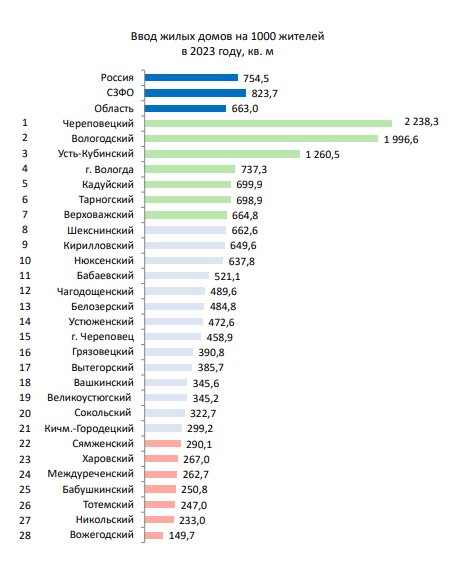 Ввод жилых домов на 1000 жителей
в 2023 году, кв. м
Россия 754,5
СЗФО 823,7
Область 663,0
1 Череповецкий 2 238,3
2 Вологодский 1 996,6
3 Усть-Кубинский 1 260,5
4 г. Вологда 737,3
5 Кадуйский 699,9
6 Тарногский 698,9
7 Верховажский 664,8
8 Шекснинский 662,6
9 Кирилловский 649,6
10 Нюксенский 637,8
11 Бабаевский 521,1
12 Чагодощенский 489,6
13 Белозерский 484,8
14 Устюженский 472,6
15 г. Череповец 458,9
16 Грязовецкий 390,8
17 Вытегорский 385,7
18 Вашкинский 345,6
19 Великоустюгский 345,2
20 Сокольский 322,7
21 Кичм.-Городецкий 299,2
22 Сямженский 290,1
23 Харовский 267,0
24 Междуреченский 262,7
25 Бабушкинский 250,8
26 Тотемский 247,0
27 Никольский 233,0
28 Вожегодский 149,7